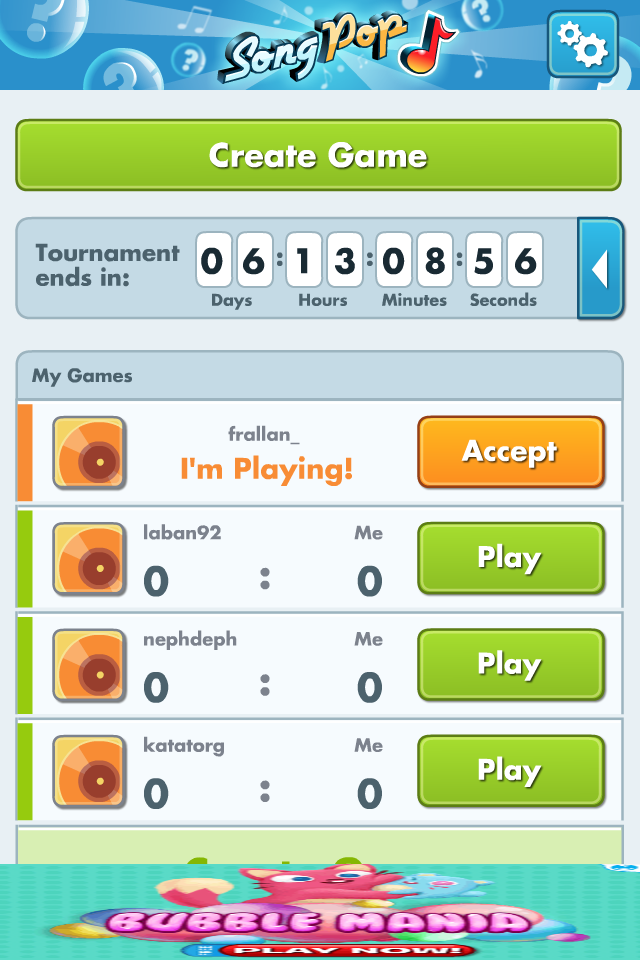 SongPop
Create Game
Tournament
ends in:
06:13:08:56
Days Hours Minutes Seconds
My Games
frallan_
I'm Playing!
Accept
laban92 Me
0 : 0
Play
nephdeph Me
0 : 0
Play
katatorg Me
0 : 0
Play
BUBBLE MANIA
PLAY NOW!